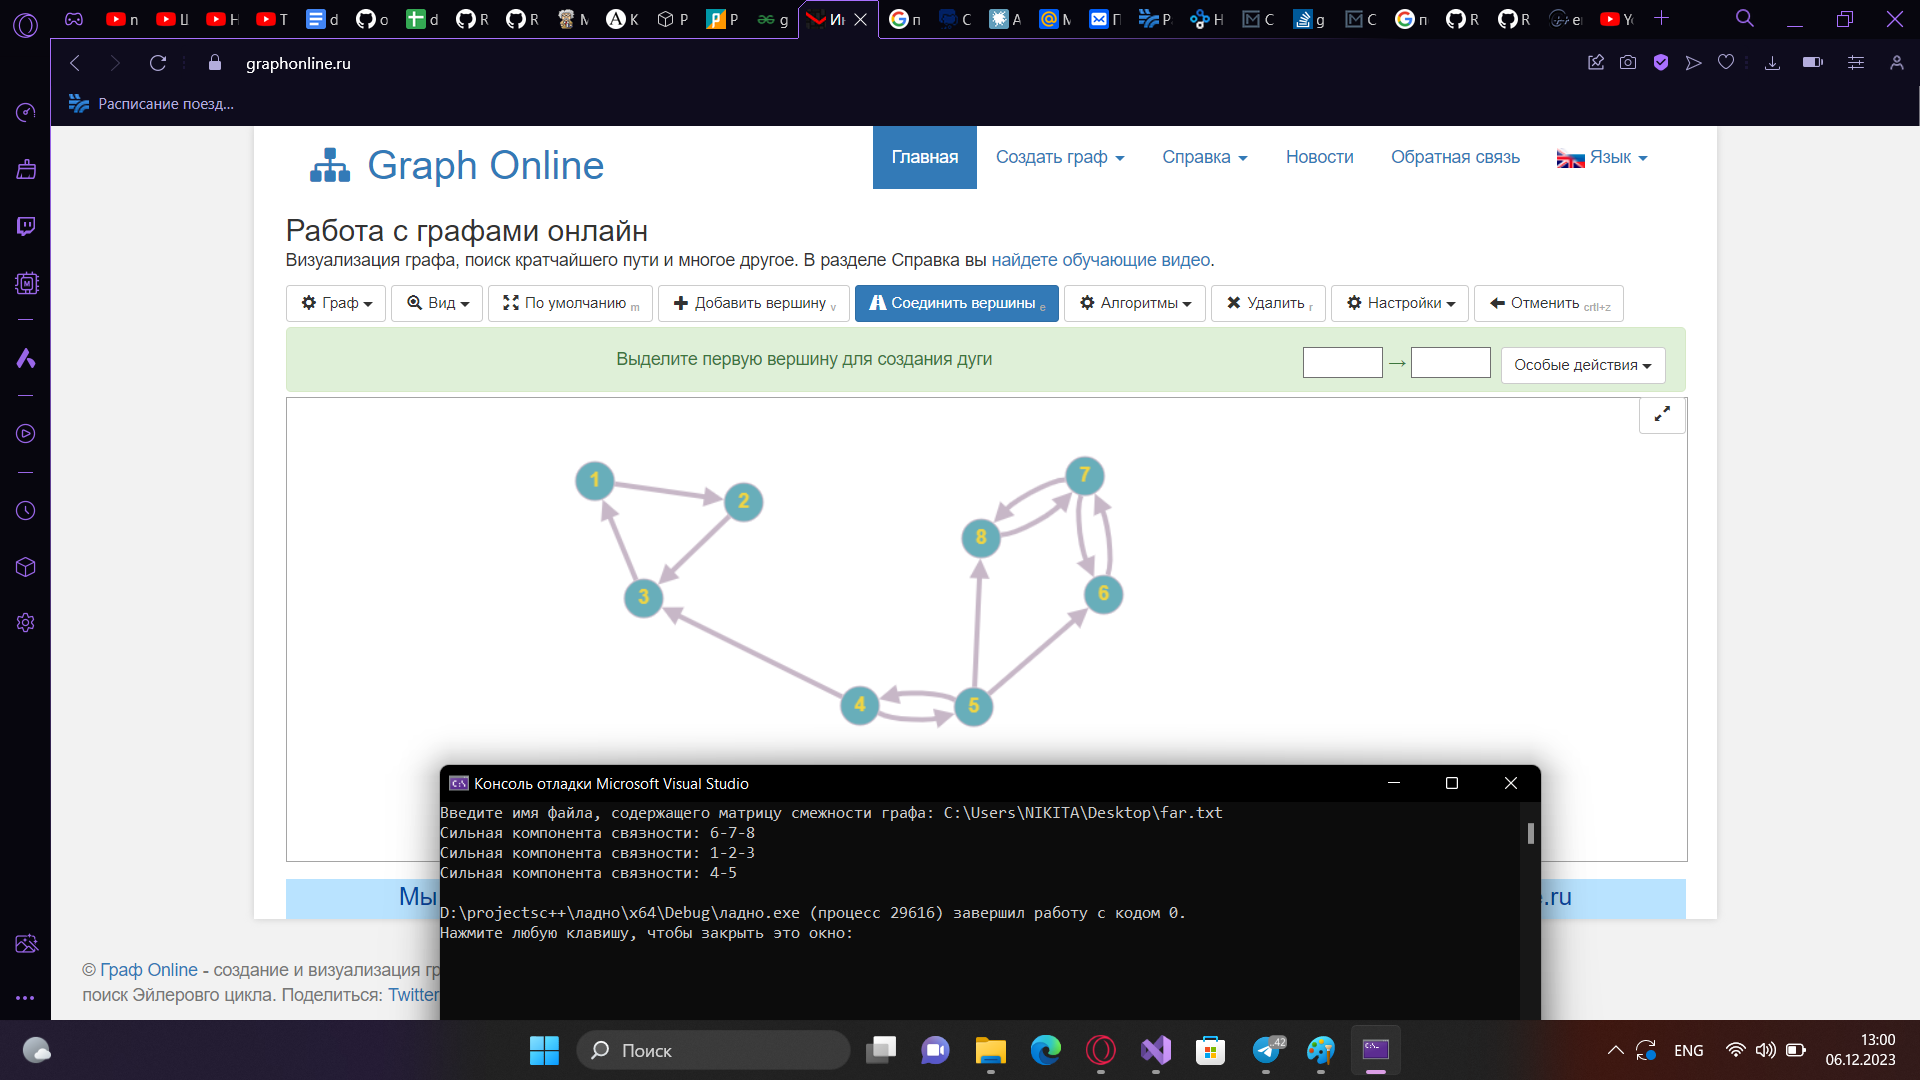 graphonline.ru
Расписание поезд...
Graph Online
Главная
Создать граф
Справка
Новости
Обратная связь
Язык
Работа с графами онлайн
Визуализация графа, поиск кратчайшего пути и многое другое. В разделе Справка вы найдете обучающие видео.
Граф
Вид
По умолчанию m
Добавить вершину v
Соединить вершины e
Алгоритмы
Удалить r
Настройки
Отменить crtl+z
Выделите первую вершину для создания дуги
→
Особые действия
1
2
3
4
5
6
7
8
Консоль отладки Microsoft Visual Studio
Введите имя файла, содержащего матрицу смежности графа: C:\Users\NIKITA\Desktop\far.txt
Сильная компонента связности: 6-7-8
Сильная компонента связности: 1-2-3
Сильная компонента связности: 4-5
D:\projectsc++\ладно\x64\Debug\ладно.exe (процесс 29616) завершил работу с кодом 0.
Нажмите любую клавишу, чтобы закрыть это окно:
Мы
.ru
© Граф Online - создание и визуализация гр
поиск Эйлеровго цикла. Поделиться: Twitter
Поиск
42
ENG
13:00
06.12.2023